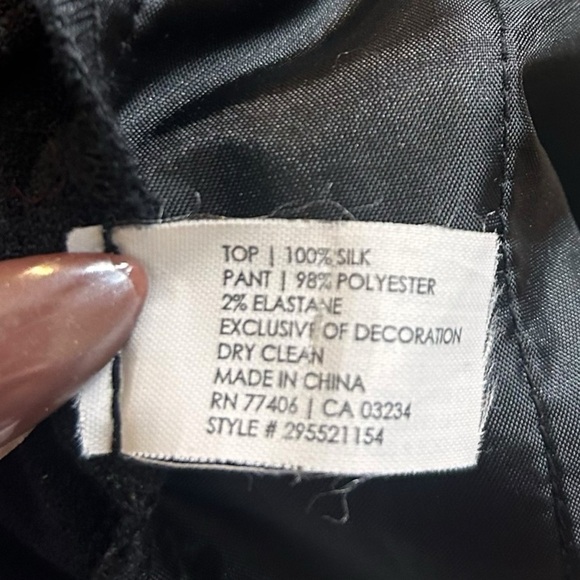 TOP | 100% SILK
PANT | 98% POLYESTER
2% ELASTANE
EXCLUSIVE OF DECORATION
DRY CLEAN
MADE IN CHINA
RN 77406 | CA 03234
STYLE # 295521154